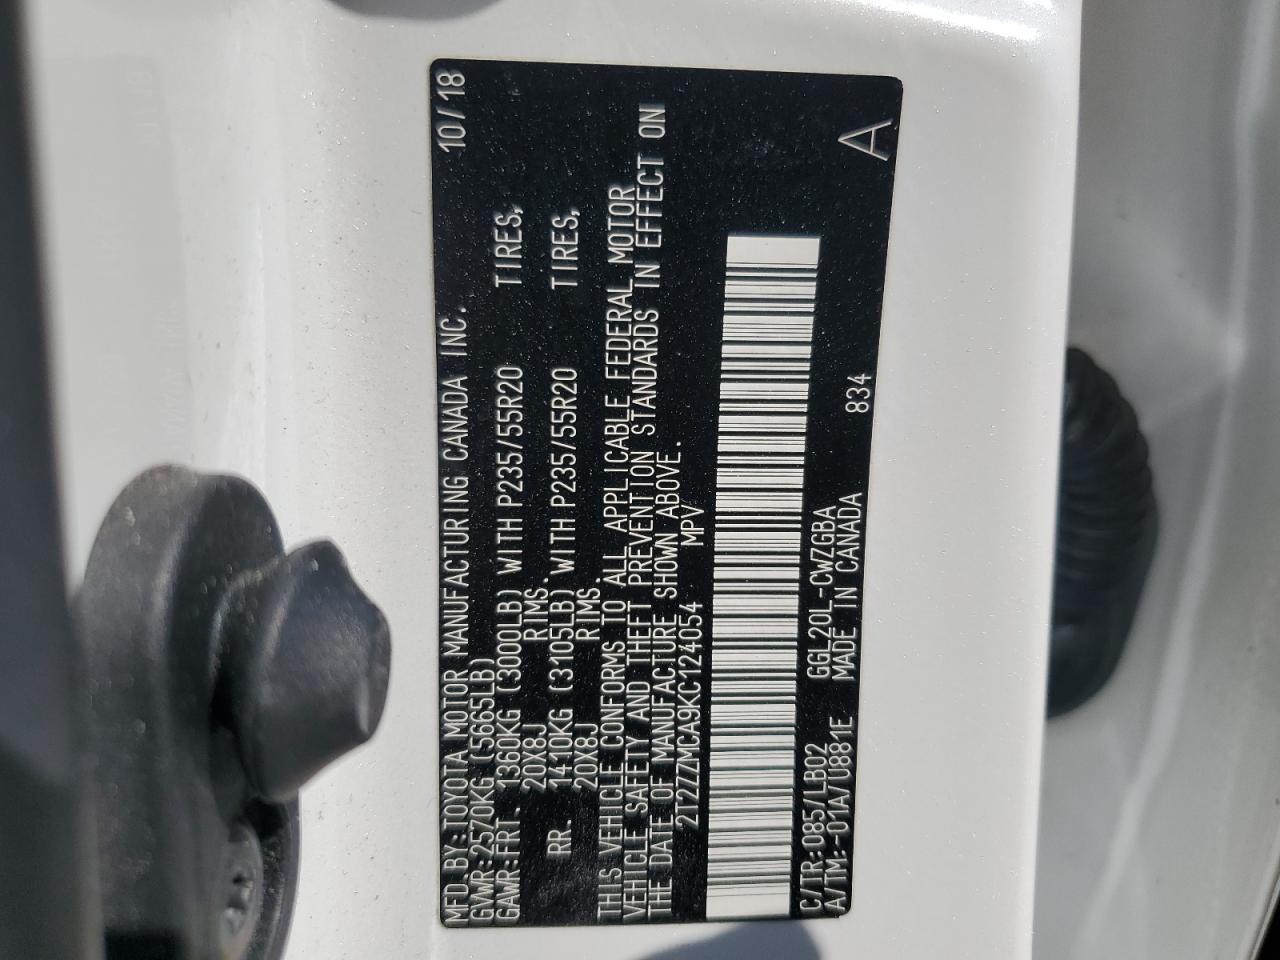 MFD BY:TOYOTA MOTOR MANUFACTURING CANADA INC. 10/18
GVWR:2570KG (5665LB)
GAWR:FRT. 1360KG (3000LB) WITH P235/55R20 TIRES,
20X8J RIMS.
RR. 1410KG (3105LB) WITH P235/55R20 TIRES,
20X8J RIMS.
THIS VEHICLE CONFORMS TO ALL APPLICABLE FEDERAL MOTOR
VEHICLE SAFETY AND THEFT PREVENTION STANDARDS IN EFFECT ON
THE DATE OF MANUFACTURE SHOWN ABOVE.
2T2ZZMCA9KC124054 MPV
C/TR:085/LB02 GGL20L-CWZGBA
A/TM:-01A/U881E MADE IN CANADA 834 A